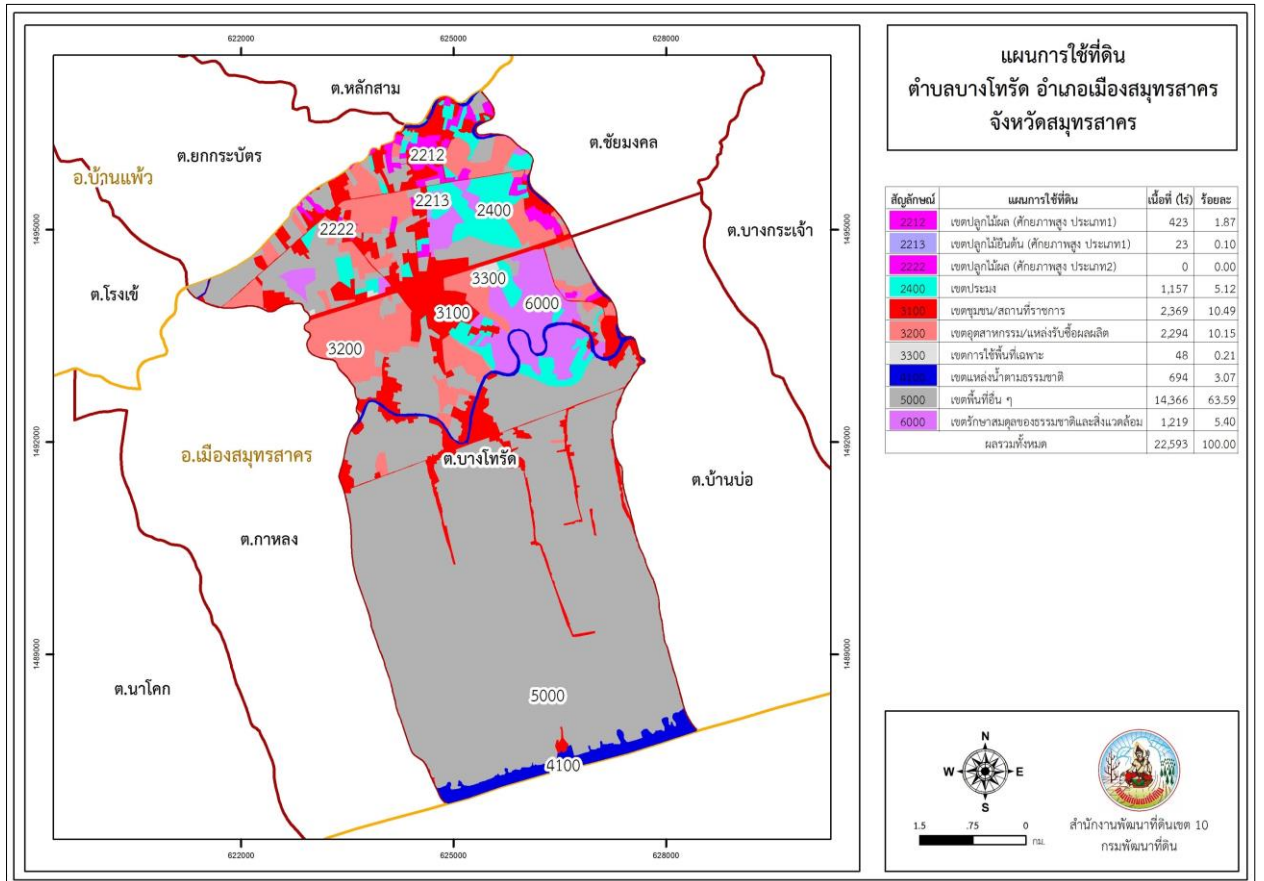 622000
625000
628000
1495000
1492000
1489000
1495000
1492000
1489000
622000
625000
628000
ต.หลักสาม
ต.ยกกระบัตร
ต.ชัยมงคล
อ.บ้านแพ้ว
2212
2213
2400
2222
ต.บางกระเจ้า
3300
ต.โรงเข้
6000
3100
3200
อ.เมืองสมุทรสาคร
ต.บางโทรัด
ต.บ้านบ่อ
ต.กาหลง
ต.นาโคก
5000
4100
แผนการใช้ที่ดิน
ตำบลบางโทรัด อำเภอเมืองสมุทรสาคร
จังหวัดสมุทรสาคร
สัญลักษณ์ แผนการใช้ที่ดิน เนื้อที่ (ไร่) ร้อยละ
2212 เขตปลูกไม้ผล (ศักยภาพสูง ประเภท1) 423 1.87
2213 เขตปลูกไม้ยืนต้น (ศักยภาพสูง ประเภท1) 23 0.10
2222 เขตปลูกไม้ผล (ศักยภาพสูง ประเภท2) 0 0.00
2400 เขตประมง 1,157 5.12
3100 เขตชุมชน/สถานที่ราชการ 2,369 10.49
3200 เขตอุตสาหกรรม/แหล่งรับซื้อผลผลิต 2,294 10.15
3300 เขตการใช้พื้นที่เฉพาะ 48 0.21
4100 เขตแหล่งน้ำตามธรรมชาติ 694 3.07
5000 เขตพื้นที่อื่น ๆ 14,366 63.59
6000 เขตรักษาสมดุลของธรรมชาติและสิ่งแวดล้อม 1,219 5.40
ผลรวมทั้งหมด 22,593 100.00
N
W E
S
1.5 .75 0
กม.
สำนักงานพัฒนาที่ดินเขต 10
กรมพัฒนาที่ดิน